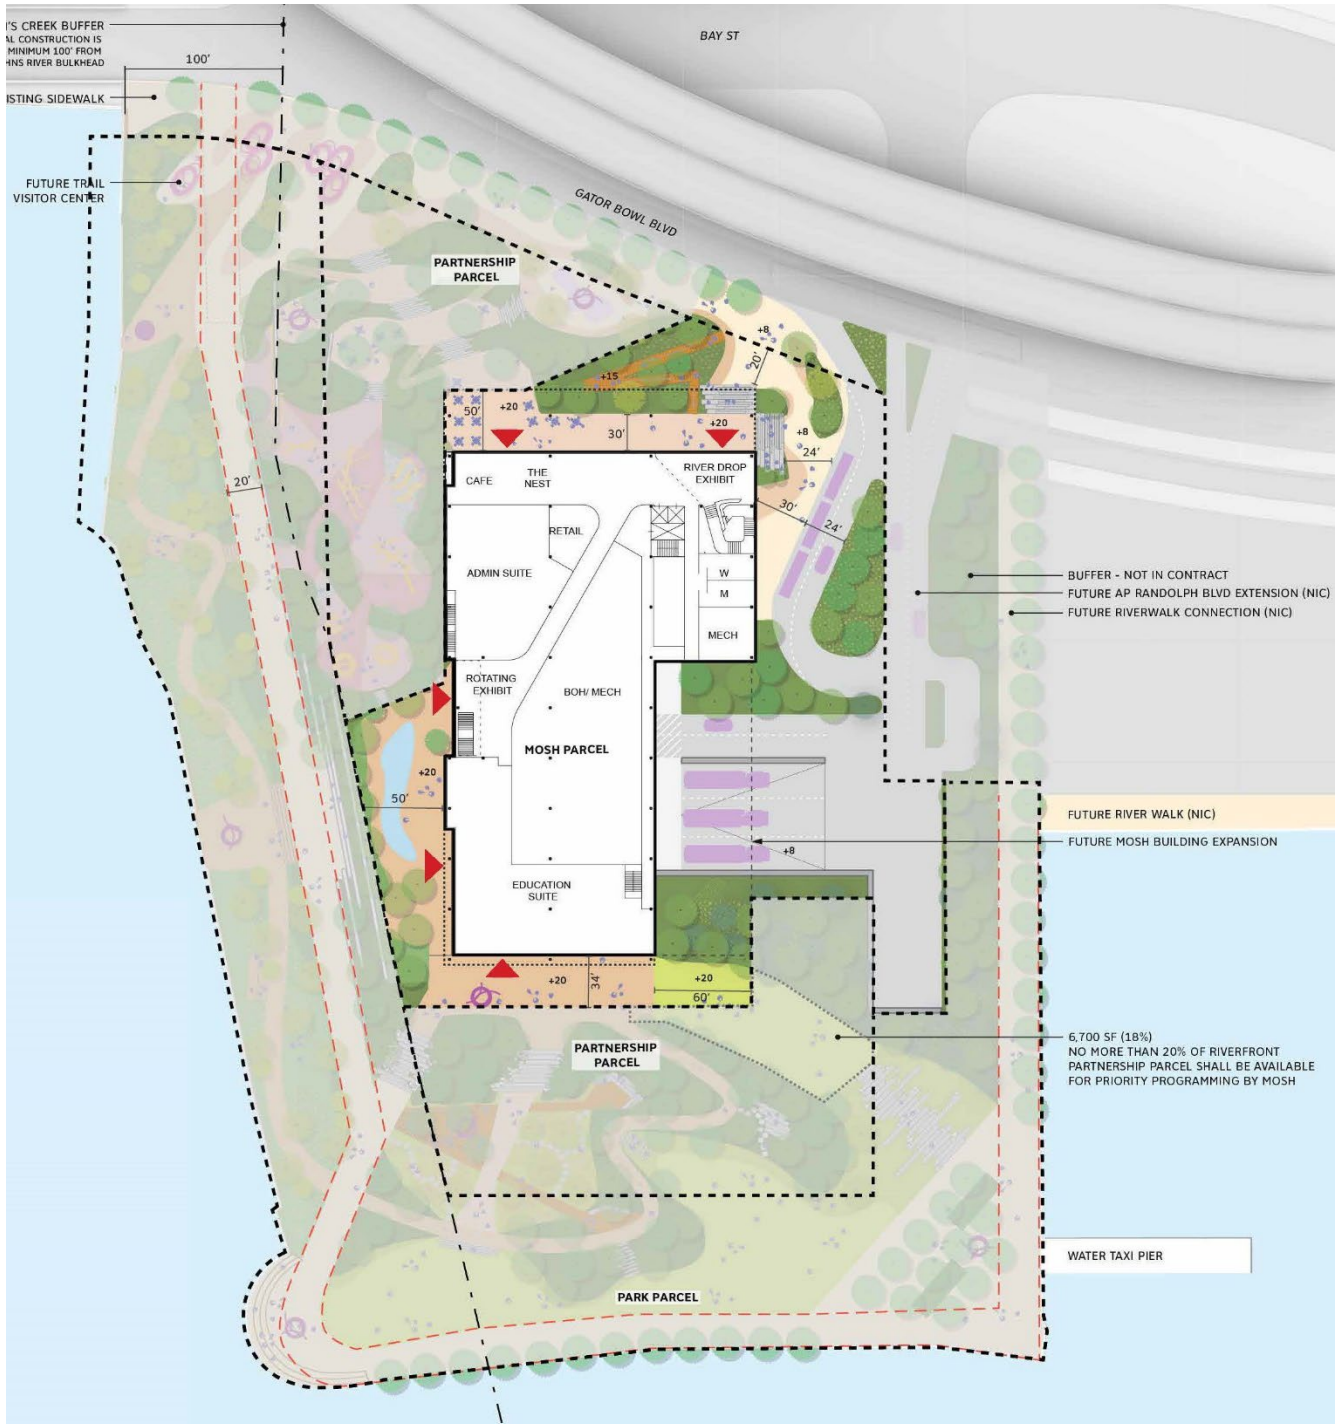 'S CREEK BUFFER
AL CONSTRUCTION IS
MINIMUM 100' FROM
HNS RIVER BULKHEAD
100'
BAY ST
ISTING SIDEWALK
FUTURE TRAIL
VISITOR CENTER
GATOR BOWL BLVD
PARTNERSHIP
PARCEL
+8
20'
+15
50'
+20
30'
+20
+8
24'
CAFE
THE
NEST
RIVER DROP
EXHIBIT
20'
30'
24'
RETAIL
ADMIN SUITE
W
M
MECH
BUFFER - NOT IN CONTRACT
FUTURE AP RANDOLPH BLVD EXTENSION (NIC)
FUTURE RIVERWALK CONNECTION (NIC)
ROTATING
EXHIBIT
BOH/ MECH
MOSH PARCEL
+20
50'
FUTURE RIVER WALK (NIC)
FUTURE MOSH BUILDING EXPANSION
+8
EDUCATION
SUITE
+20
34'
+20
60'
6,700 SF (18%)
NO MORE THAN 20% OF RIVERFRONT
PARTNERSHIP PARCEL SHALL BE AVAILABLE
FOR PRIORITY PROGRAMMING BY MOSH
PARTNERSHIP
PARCEL
WATER TAXI PIER
PARK PARCEL